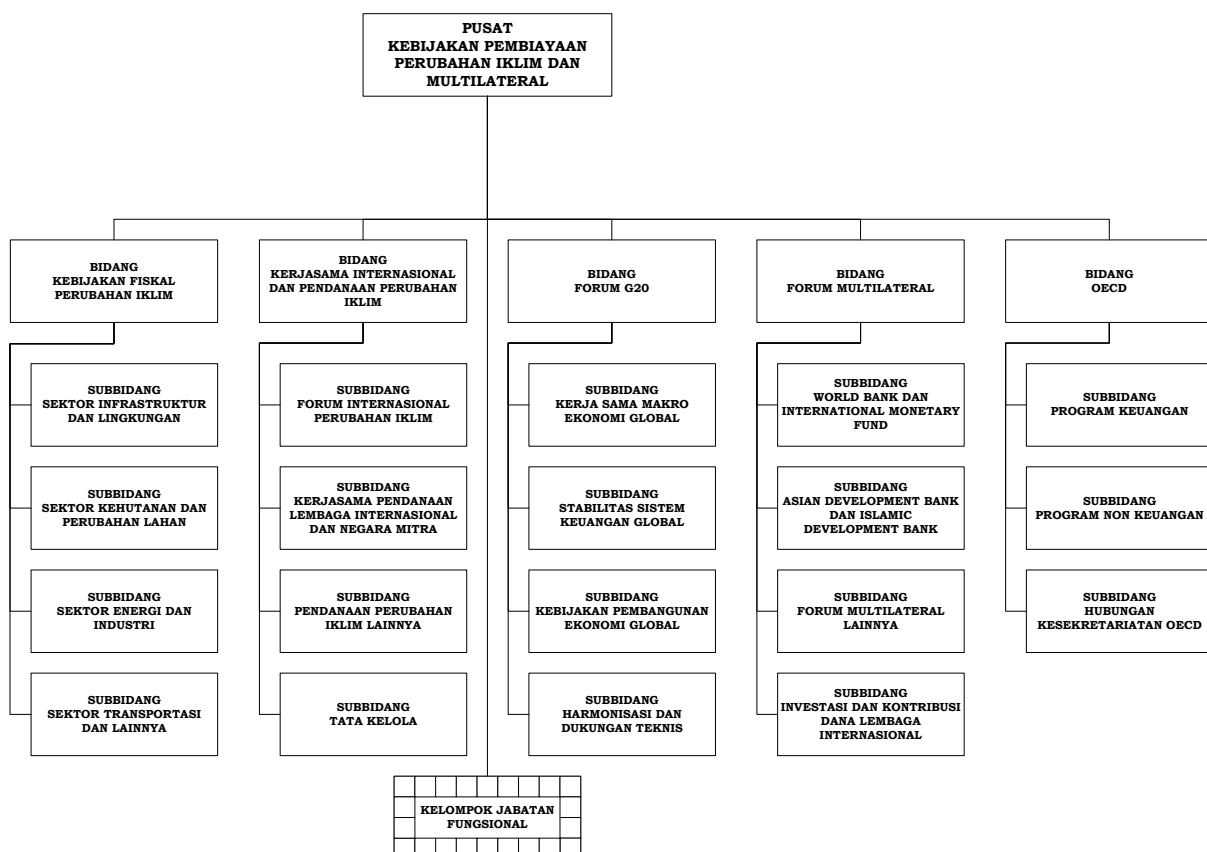 PUSAT
KEBIJAKAN PEMBIAYAAN
PERUBAHAN IKLIM DAN
MULTILATERAL
BIDANG
KEBIJAKAN FISKAL
PERUBAHAN IKLIM
BIDANG
KERJASAMA INTERNASIONAL
DAN PENDANAAN PERUBAHAN
IKLIM
BIDANG
FORUM G20
BIDANG
FORUM MULTILATERAL
BIDANG
OECD
SUBBIDANG
SEKTOR INFRASTRUKTUR
DAN LINGKUNGAN
SUBBIDANG
FORUM INTERNASIONAL
PERUBAHAN IKLIM
SUBBIDANG
KERJA SAMA MAKRO
EKONOMI GLOBAL
SUBBIDANG
WORLD BANK DAN
INTERNATIONAL MONETARY
FUND
SUBBIDANG
PROGRAM KEUANGAN
SUBBIDANG
SEKTOR KEHUTANAN DAN
PERUBAHAN LAHAN
SUBBIDANG
KERJASAMA PENDANAAN
LEMBAGA INTERNASIONAL
DAN NEGARA MITRA
SUBBIDANG
STABILITAS SISTEM
KEUANGAN GLOBAL
SUBBIDANG
ASIAN DEVELOPMENT BANK
DAN ISLAMIC
DEVELOPMENT BANK
SUBBIDANG
PROGRAM NON KEUANGAN
SUBBIDANG
SEKTOR ENERGI DAN
INDUSTRI
SUBBIDANG
PENDANAAN PERUBAHAN
IKLIM LAINNYA
SUBBIDANG
KEBIJAKAN PEMBANGUNAN
EKONOMI GLOBAL
SUBBIDANG
FORUM MULTILATERAL
LAINNYA
SUBBIDANG
HUBUNGAN
KESEKRETARIATAN OECD
SUBBIDANG
SEKTOR TRANSPORTASI
DAN LAINNYA
SUBBIDANG
TATA KELOLA
SUBBIDANG
HARMONISASI DAN
DUKUNGAN TEKNIS
SUBBIDANG
INVESTASI DAN KONTRIBUSI
DANA LEMBAGA
INTERNASIONAL
KELOMPOK JABATAN
FUNGSIONAL